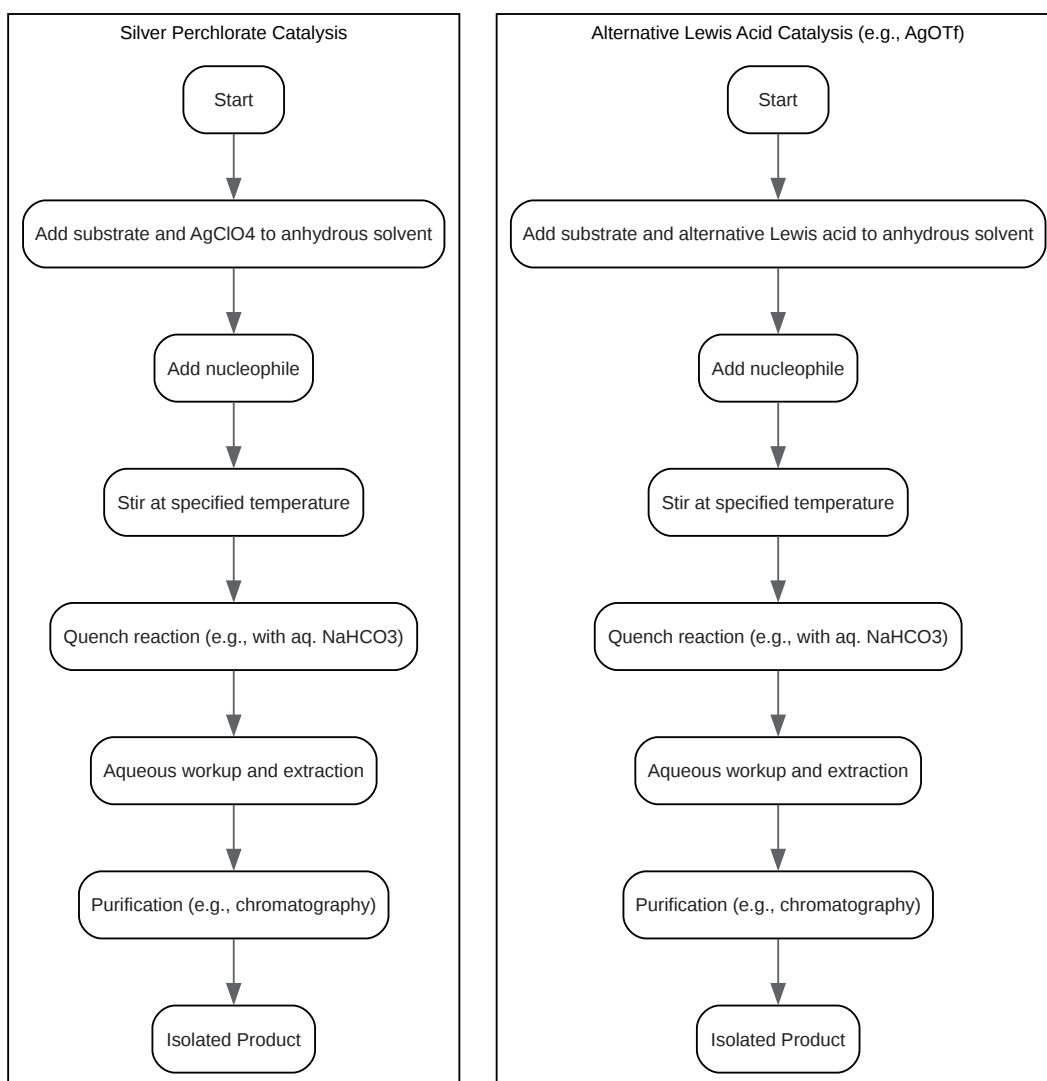 Silver Perchlorate Catalysis
Start
Add substrate and AgClO4 to anhydrous solvent
Add nucleophile
Stir at specified temperature
Quench reaction (e.g., with aq. NaHCO3)
Aqueous workup and extraction
Purification (e.g., chromatography)
Isolated Product
Alternative Lewis Acid Catalysis (e.g., AgOTf)
Start
Add substrate and alternative Lewis acid to anhydrous solvent
Add nucleophile
Stir at specified temperature
Quench reaction (e.g., with aq. NaHCO3)
Aqueous workup and extraction
Purification (e.g., chromatography)
Isolated Product